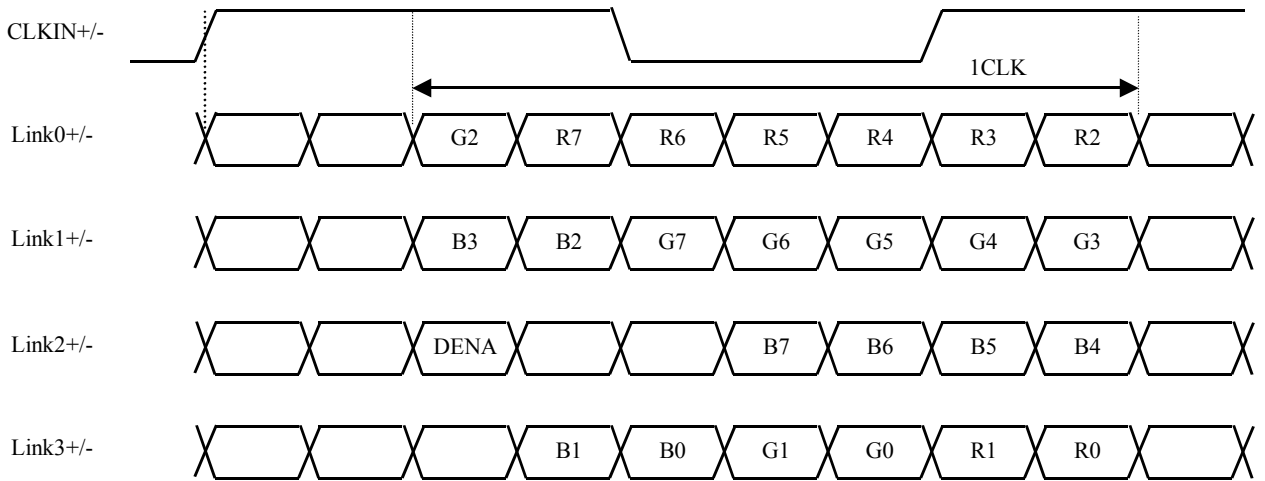 CLKIN+/-
1CLK
Link0+/- G2 R7 R6 R5 R4 R3 R2
Link1+/- B3 B2 G7 G6 G5 G4 G3
Link2+/- DENA B7 B6 B5 B4
Link3+/- B1 B0 G1 G0 R1 R0